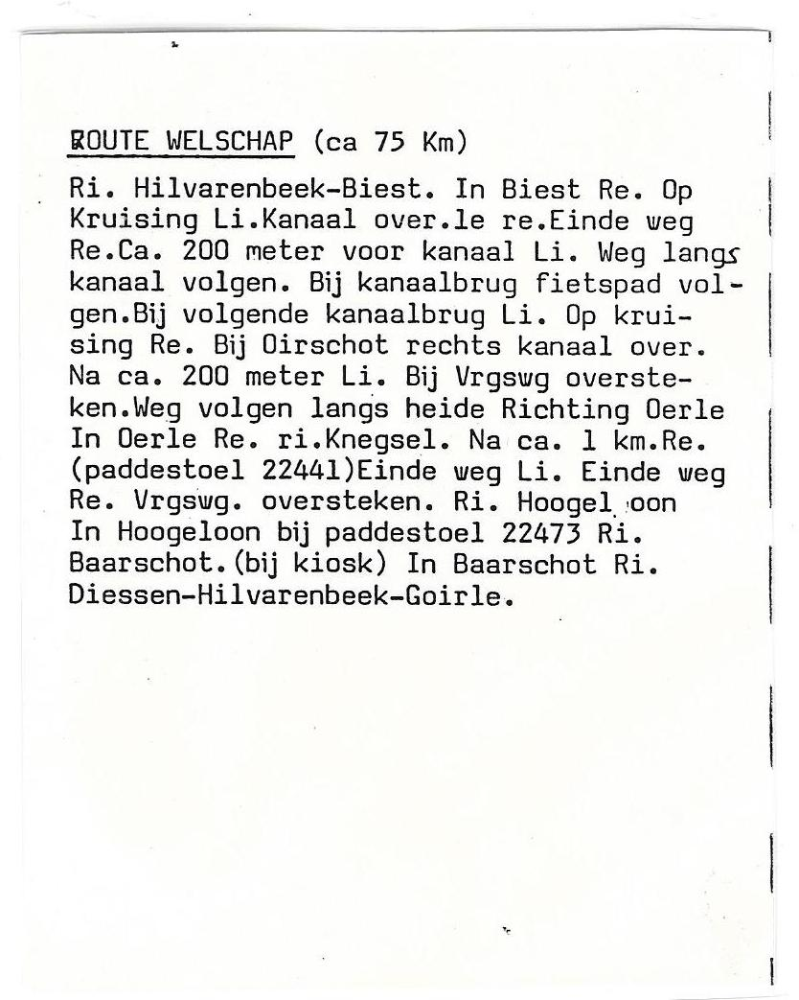 ROUTE WELSCHAP (ca 75 Km)
Ri. Hilvarenbeek-Biest. In Biest Re. Op
Kruising Li.Kanaal over.le re.Einde weg
Re.Ca. 200 meter voor kanaal Li. Weg langs
kanaal volgen. Bij kanaalbrug fietspad vol-
gen.Bij volgende kanaalbrug Li. Op krui-
sing Re. Bij Oirschot rechts kanaal over.
Na ca. 200 meter Li. Bij Vrgswg overste-
ken.Weg volgen langs heide Richting Oerle
In Oerle Re. ri.Knegsel. Na ca. 1 km.Re.
(paddestoel 22441)Einde weg Li. Einde weg
Re. Vrgswg. oversteken. Ri. Hoogel oon
In Hoogeloon bij paddestoel 22473 Ri.
Baarschot.(bij kiosk) In Baarschot Ri.
Diessen-Hilvarenbeek-Goirle.